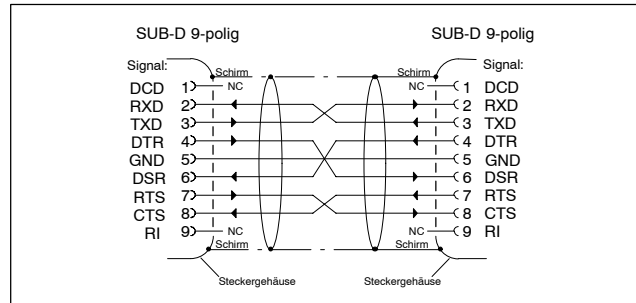 SUB-D 9-polig SUB-D 9-polig
Signal: Signal:
Schirm Schirm
DCD 1 NC NC 1 DCD
RXD 2 2 RXD
TXD 3 3 TXD
DTR 4 4 DTR
GND 5 5 GND
DSR 6 6 DSR
RTS 7 7 RTS
CTS 8 8 CTS
RI 9 NC NC 9 RI
Schirm Schirm
Steckergehäuse Steckergehäuse